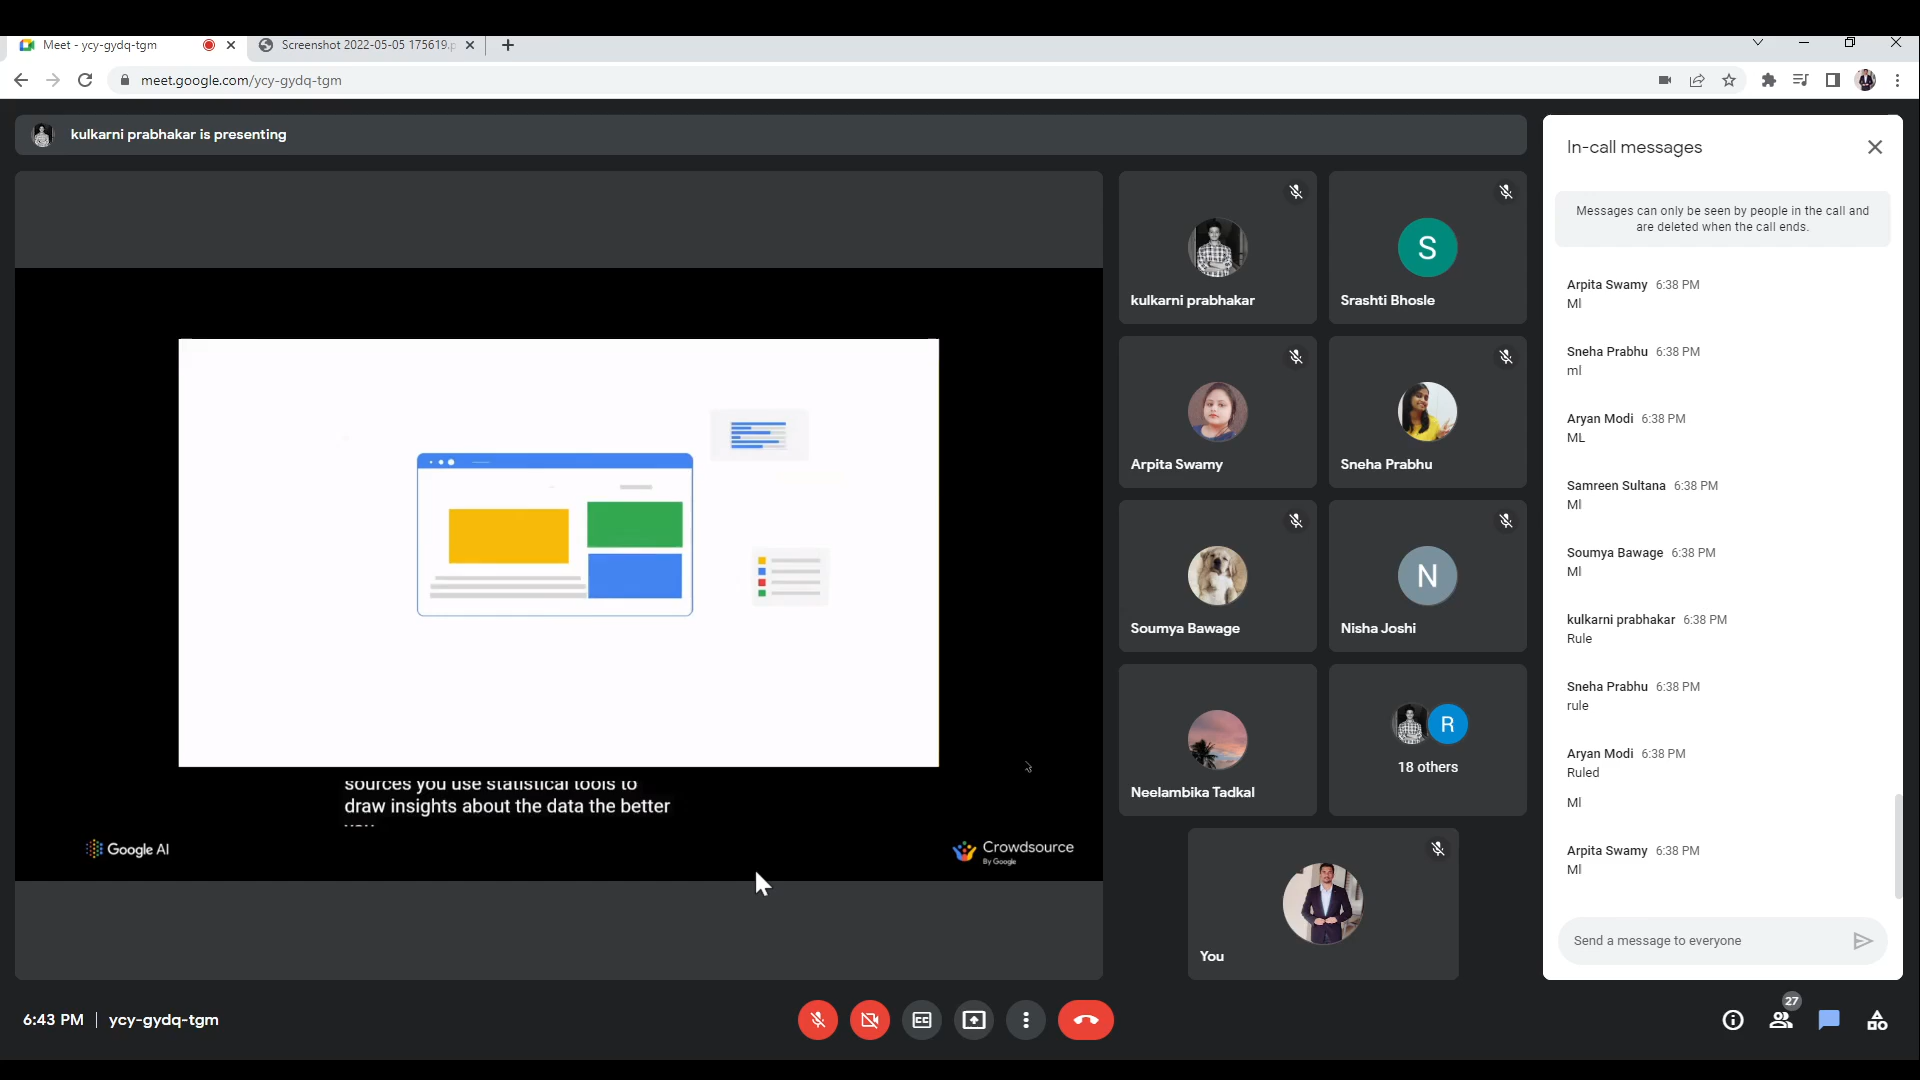 Meet - ycy-gydq-tgm
Screenshot 2022-05-05 175619.p
meet.google.com/ycy-gydq-tgm
kulkarni prabhakar is presenting
sources you use statistical tools to
draw insights about the data the better
Google AI
Crowdsource
By Google
kulkarni prabhakar
S
Srashti Bhosle
Arpita Swamy
Sneha Prabhu
Soumya Bawage
N
Nisha Joshi
Neelambika Tadkal
R
18 others
You
In-call messages
Messages can only be seen by people in the call and
are deleted when the call ends.
Arpita Swamy 6:38 PM
Ml
Sneha Prabhu 6:38 PM
ml
Aryan Modi 6:38 PM
ML
Samreen Sultana 6:38 PM
Ml
Soumya Bawage 6:38 PM
Ml
kulkarni prabhakar 6:38 PM
Rule
Sneha Prabhu 6:38 PM
rule
Aryan Modi 6:38 PM
Ruled
Ml
Arpita Swamy 6:38 PM
Ml
Send a message to everyone
6:43 PM | ycy-gydq-tgm
27